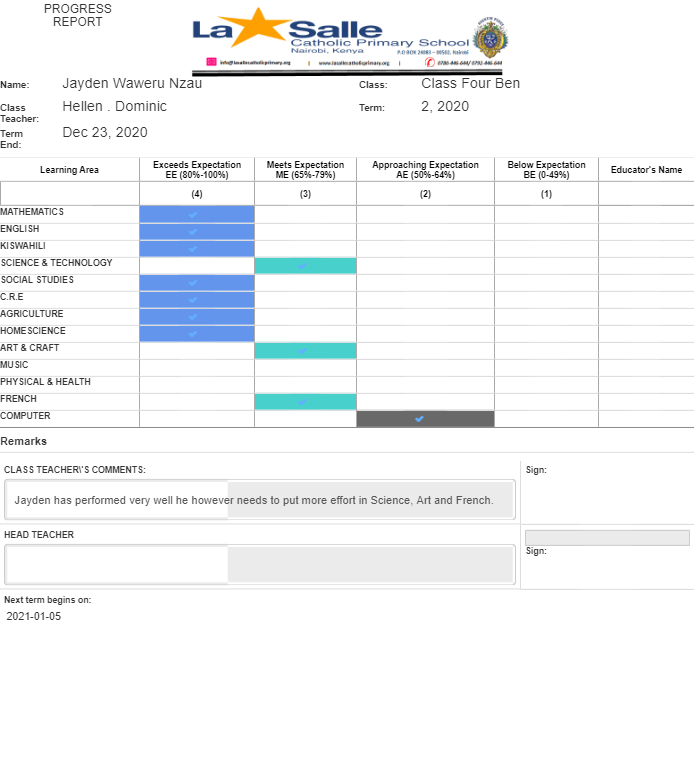 PROGRESS
REPORT
La Salle
Catholic Primary School
Nairobi, Kenya
P.O BOX 24083 – 00502, Nairobi
info@lasallecatholicprimary.org | www.lasallecatholicprimary.org | 0780-446-644/ 0792-446-644
Name: Jayden Waweru Nzau Class: Class Four Ben
Class Teacher: Hellen . Dominic Term: 2, 2020
Term End: Dec 23, 2020
Learning Area Exceeds Expectation EE (80%-100%) Meets Expectation ME (65%-79%) Approaching Expectation AE (50%-64%) Below Expectation BE (0-49%) Educator's Name
(4) (3) (2) (1)
MATHEMATICS
ENGLISH
KISWAHILI
SCIENCE & TECHNOLOGY
SOCIAL STUDIES
C.R.E
AGRICULTURE
HOMESCIENCE
ART & CRAFT
MUSIC
PHYSICAL & HEALTH
FRENCH
COMPUTER
Remarks
CLASS TEACHER\'S COMMENTS: Sign:
Jayden has performed very well he however needs to put more effort in Science, Art and French.
HEAD TEACHER
Sign:
Next term begins on:
2021-01-05